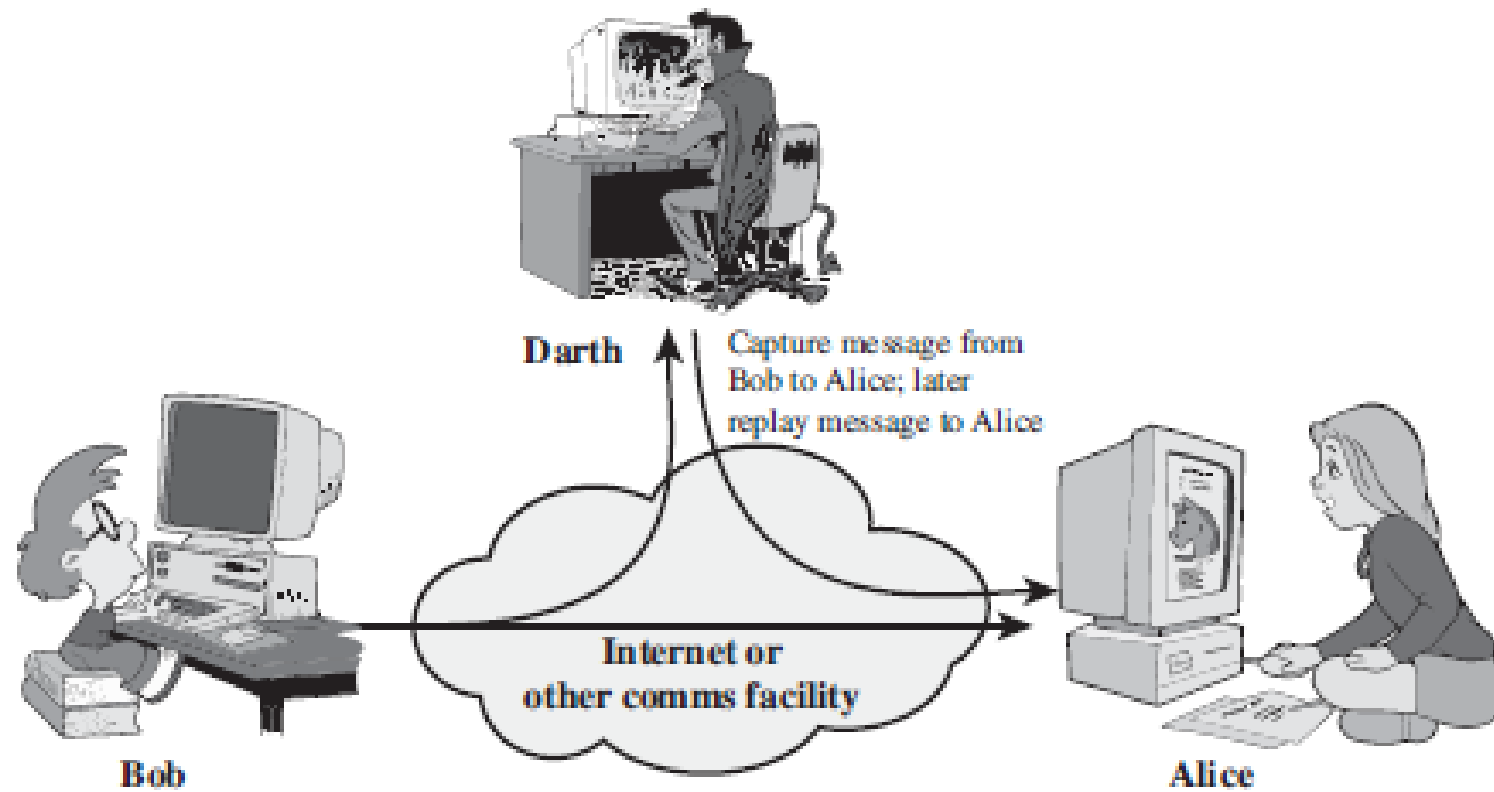 Darth
Capture message from
Bob to Alice; later
replay message to Alice
Internet or
other comms facility
Bob
Alice